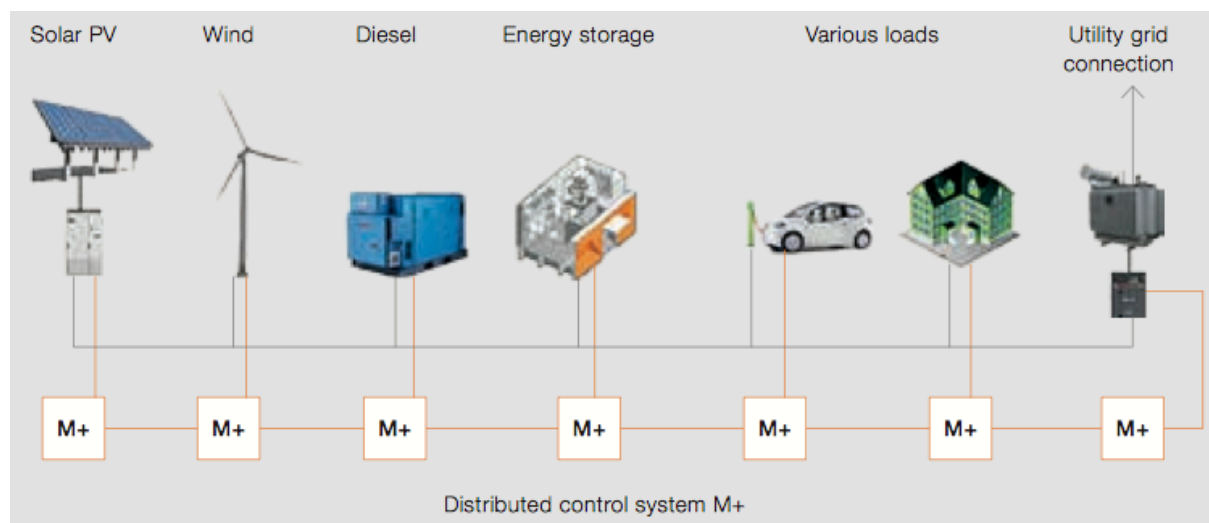 Solar PV
Wind
Diesel
Energy storage
Various loads
Utility grid
connection
M+
M+
M+
M+
M+
M+
M+
Distributed control system M+